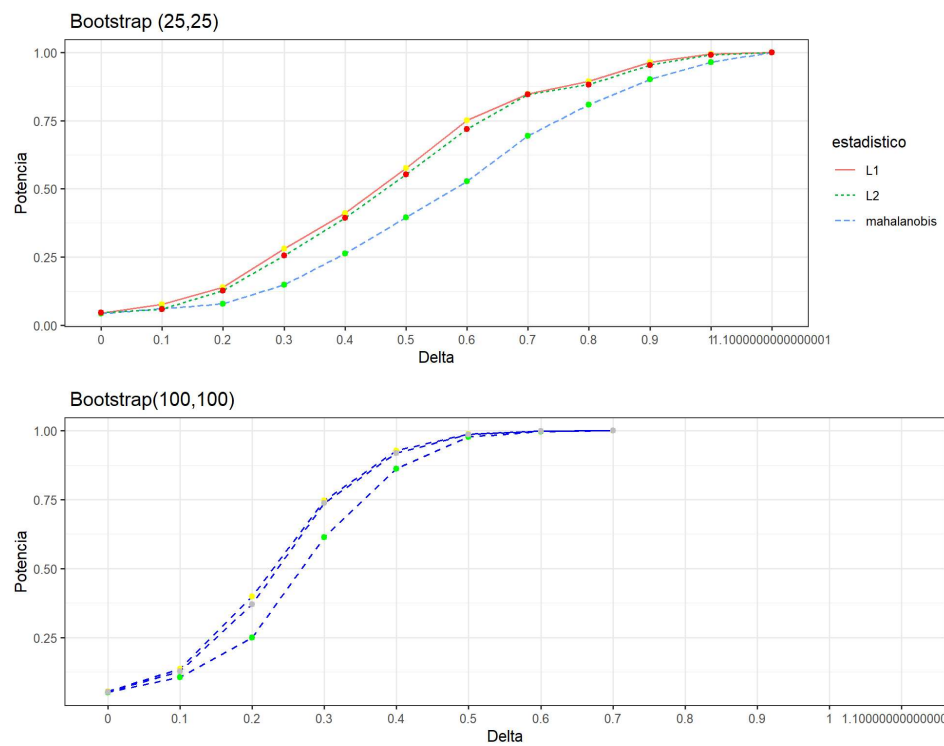 Bootstrap (25,25)
1.00
0.75
0.50
0.25
0.00
Potencia
0 0.1 0.2 0.3 0.4 0.5 0.6 0.7 0.8 0.9 11.1000000000000001
Delta
estadistico
L1
L2
mahalanobis
Bootstrap(100,100)
1.00
0.75
0.50
0.25
Potencia
0 0.1 0.2 0.3 0.4 0.5 0.6 0.7 0.8 0.9 1
Delta